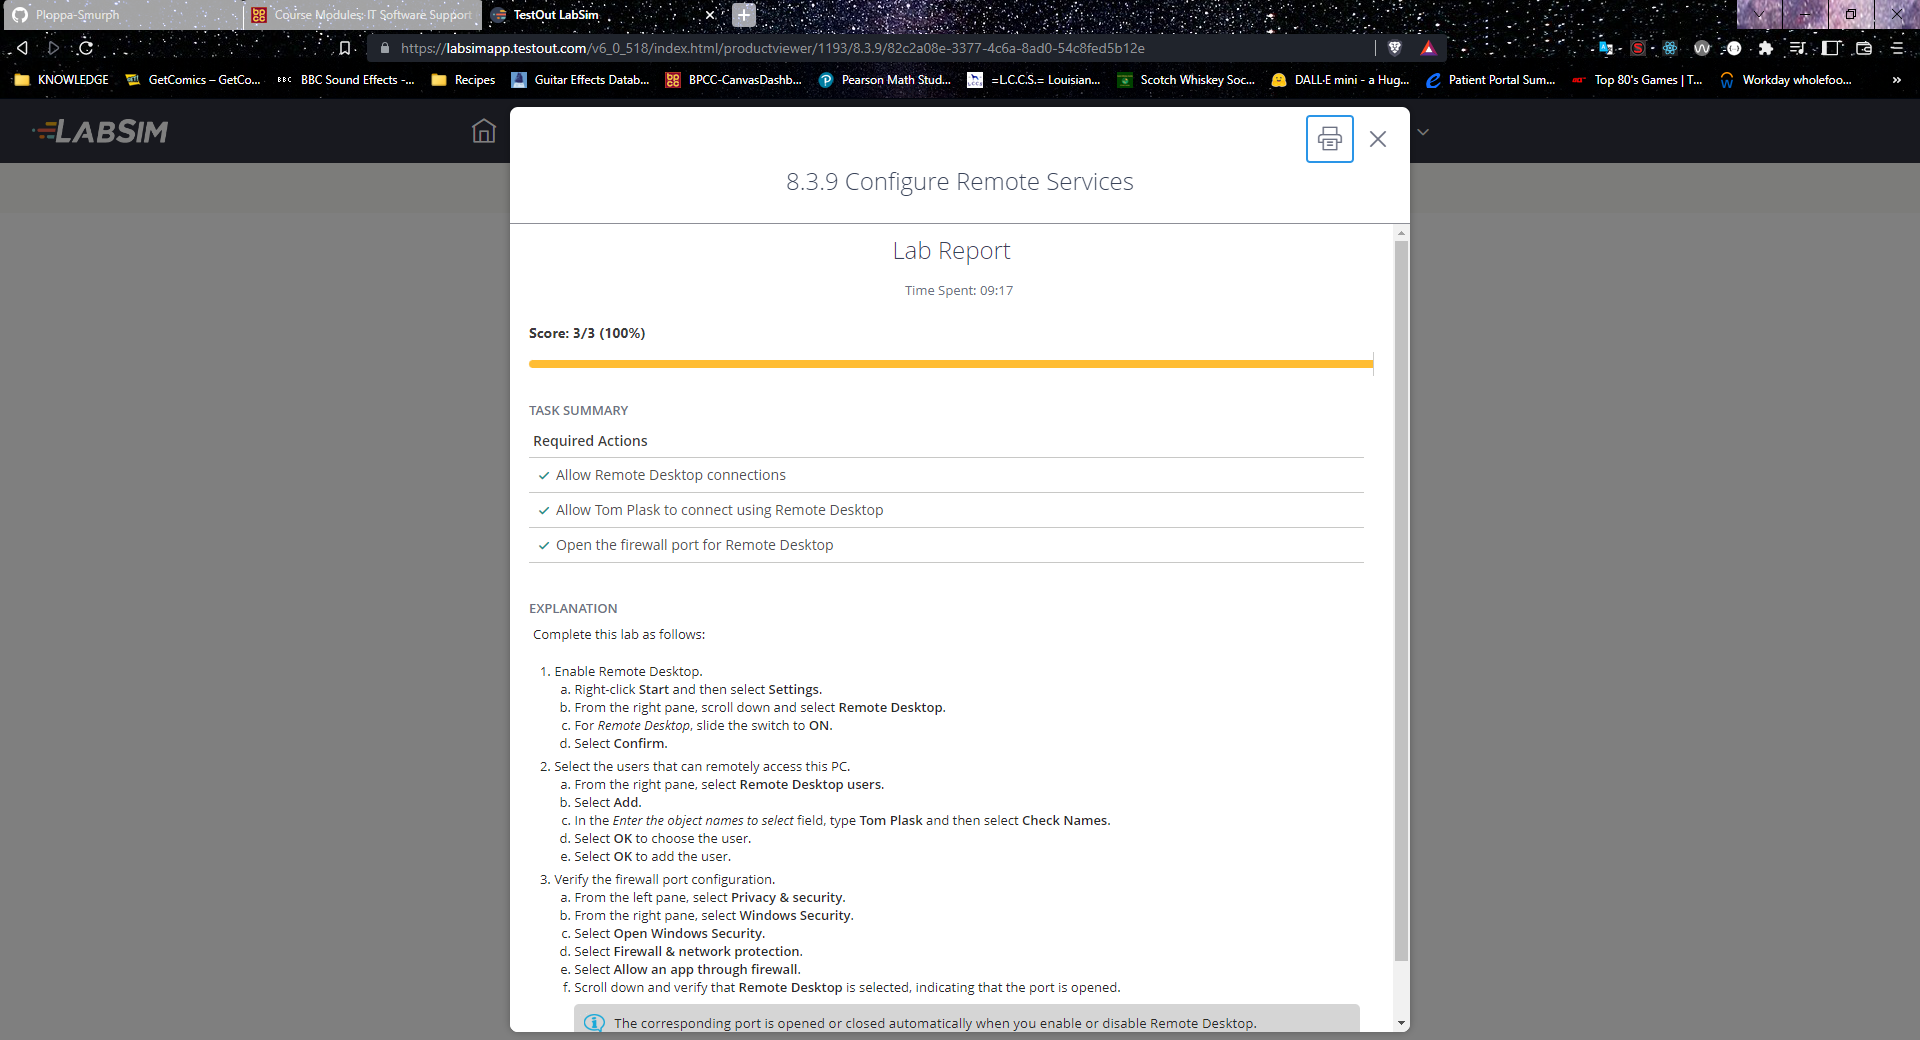 Ploppa-Smurph
Course Modules: IT Software Support
TestOut LabSim
https://labsimapp.testout.com/v6_0_518/index.html/productviewer/1193/8.3.9/82c2a08e-3377-4c6a-8ad0-54c8fed5b12e
KNOWLEDGE
GetComics – GetCo...
BBC
BBC Sound Effects -...
Recipes
Guitar Effects Datab...
BPCC-CanvasDashb...
Pearson Math Stud...
=L.C.C.S.= Louisian...
Scotch Whiskey Soc...
DALL·E mini - a Hug...
Patient Portal Sum...
Top 80's Games | T...
Workday wholefoo...
»
LABSIM
8.3.9 Configure Remote Services
Lab Report
Time Spent: 09:17
Score: 3/3 (100%)
TASK SUMMARY
Required Actions
Allow Remote Desktop connections
Allow Tom Plask to connect using Remote Desktop
Open the firewall port for Remote Desktop
EXPLANATION
Complete this lab as follows:
1. Enable Remote Desktop.
a. Right-click Start and then select Settings.
b. From the right pane, scroll down and select Remote Desktop.
c. For Remote Desktop, slide the switch to ON.
d. Select Confirm.
2. Select the users that can remotely access this PC.
a. From the right pane, select Remote Desktop users.
b. Select Add.
c. In the Enter the object names to select field, type Tom Plask and then select Check Names.
d. Select OK to choose the user.
e. Select OK to add the user.
3. Verify the firewall port configuration.
a. From the left pane, select Privacy & security.
b. From the right pane, select Windows Security.
c. Select Open Windows Security.
d. Select Firewall & network protection.
e. Select Allow an app through firewall.
f. Scroll down and verify that Remote Desktop is selected, indicating that the port is opened.
The corresponding port is opened or closed automatically when you enable or disable Remote Desktop.